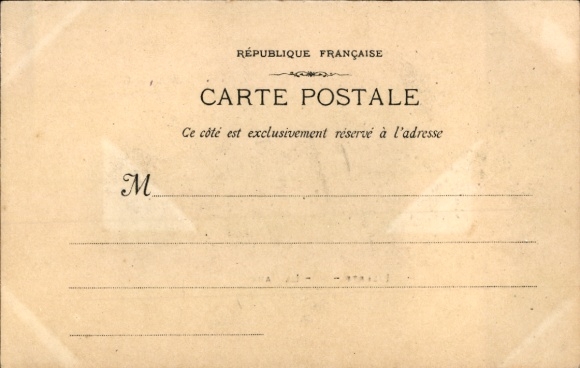 RÉPUBLIQUE FRANÇAISE
CARTE POSTALE
Ce côté est exclusivement réservé à l'adresse
M